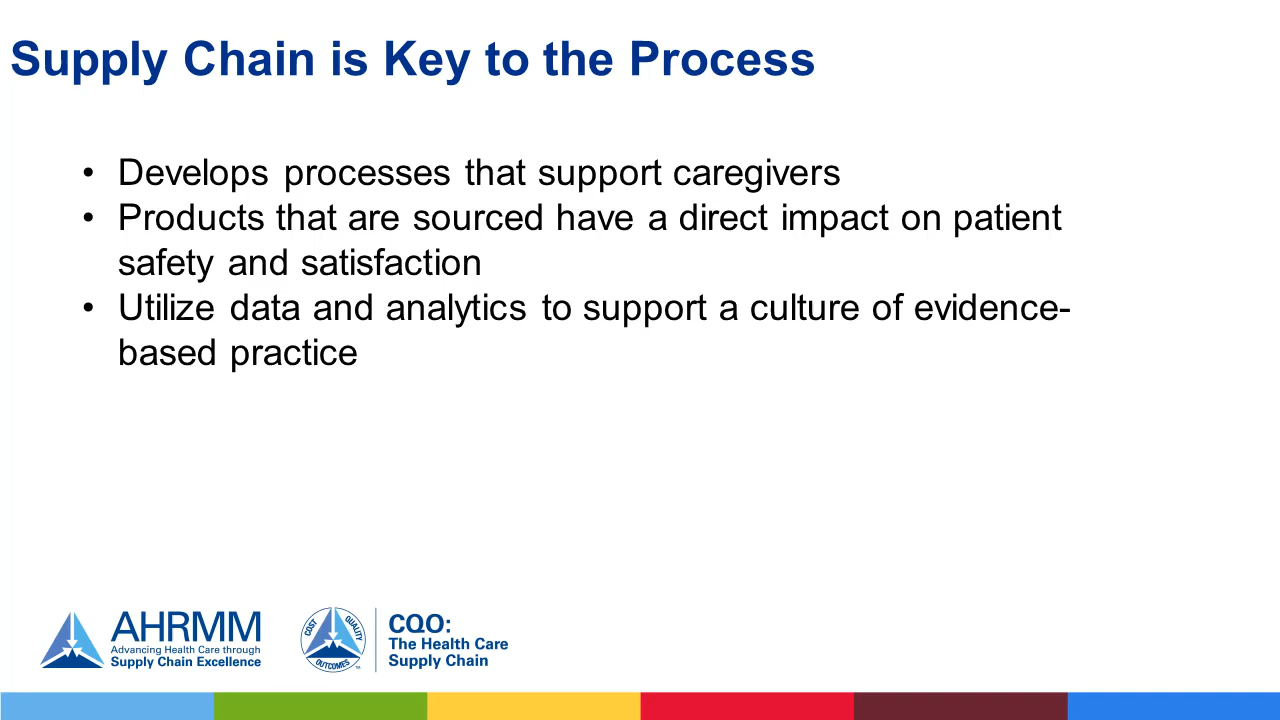 Supply Chain is Key to the Process
• Develops processes that support caregivers
• Products that are sourced have a direct impact on patient
safety and satisfaction
• Utilize data and analytics to support a culture of evidence-
based practice
AHRMM
Advancing Health Care through
Supply Chain Excellence
COST
QUALITY
OUTCOMES
™
CQO:
The Health Care
Supply Chain